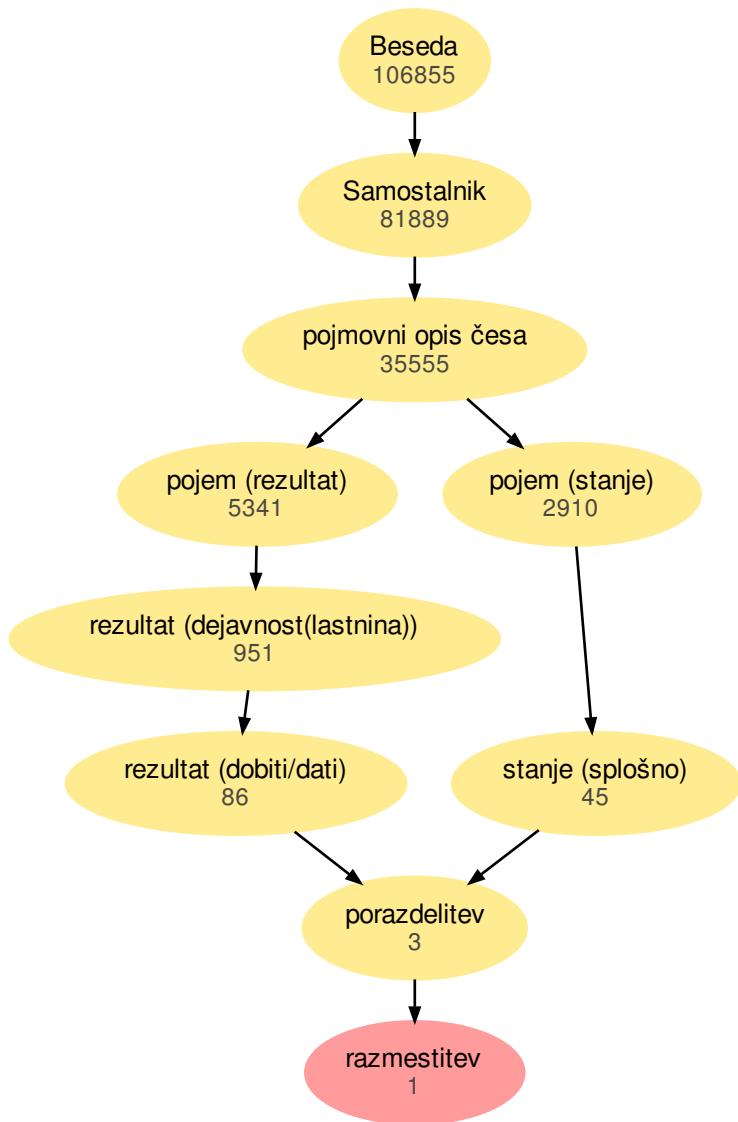 Beseda
106855
Samostalnik
81889
pojmovni opis česa
35555
pojem (rezultat)
5341
pojem (stanje)
2910
rezultat (dejavnost(lastnina))
951
rezultat (dobiti/dati)
86
stanje (splošno)
45
porazdelitev
3
razmestitev
1